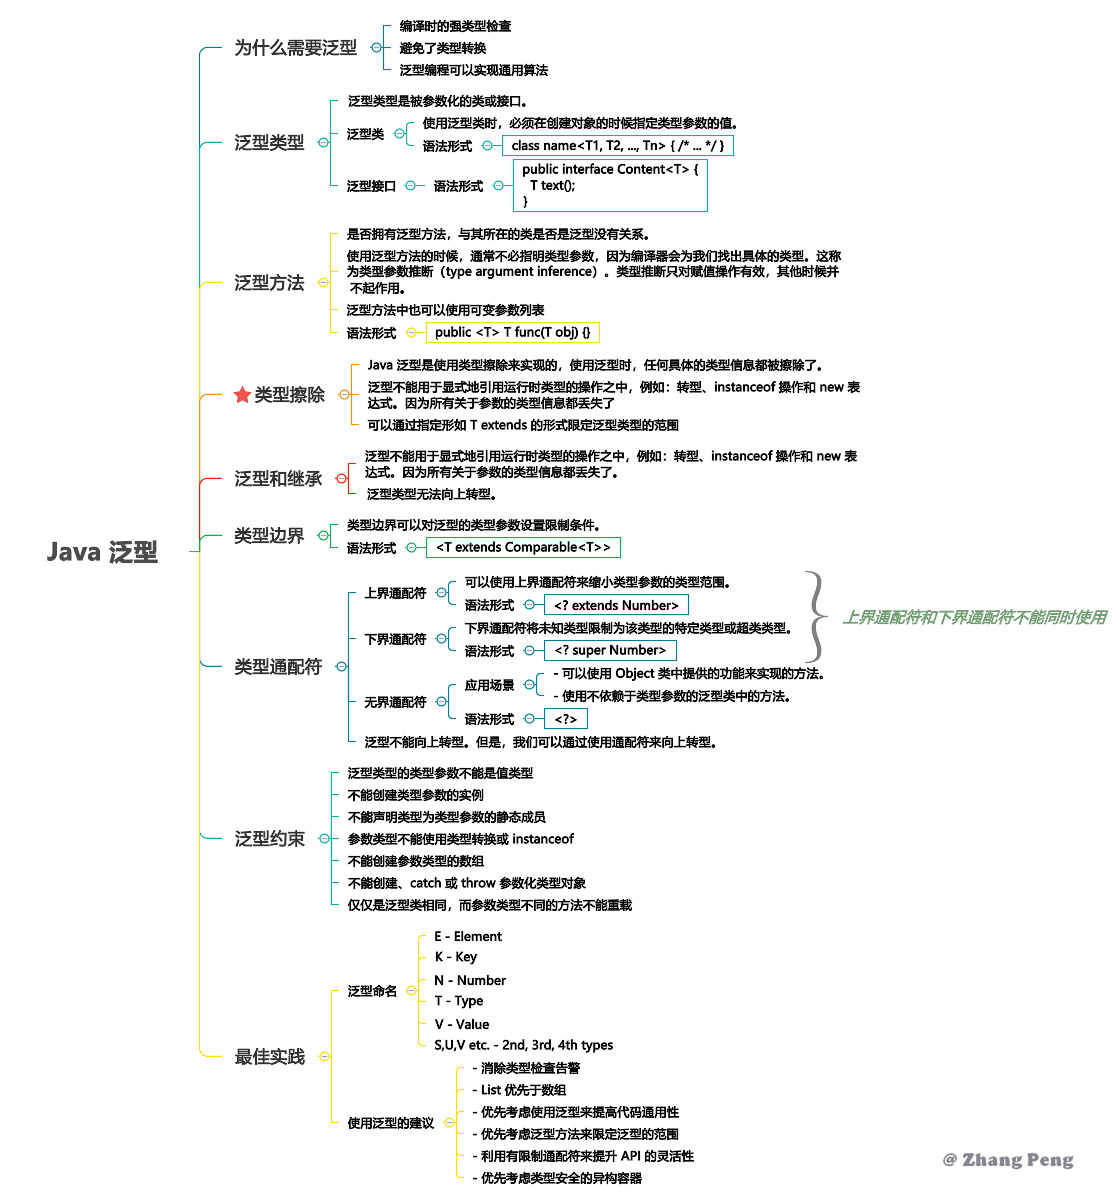 Java 泛型
为什么需要泛型
编译时的强类型检查
避免了类型转换
泛型编程可以实现通用算法
泛型类型
泛型类型是被参数化的类或接口。
泛型类
使用泛型类时，必须在创建对象的时候指定类型参数的值。
语法形式
class name<T1, T2, ..., Tn> { /* ... */ }
泛型接口
语法形式
public interface Content<T> {
T text();
}
泛型方法
是否拥有泛型方法，与其所在的类是否是泛型没有关系。
使用泛型方法的时候，通常不必指明类型参数，因为编译器会为我们找出具体的类型。这称
为类型参数推断（type argument inference）。类型推断只对赋值操作有效，其他时候并
不起作用。
泛型方法中也可以使用可变参数列表
语法形式
public <T> T func(T obj) {}
类型擦除
Java 泛型是使用类型擦除来实现的，使用泛型时，任何具体的类型信息都被擦除了。
泛型不能用于显式地引用运行时类型的操作之中，例如：转型、instanceof 操作和 new 表
达式。因为所有关于参数的类型信息都丢失了
可以通过指定形如 T extends 的形式限定泛型类型的范围
泛型和继承
泛型不能用于显式地引用运行时类型的操作之中，例如：转型、instanceof 操作和 new 表
达式。因为所有关于参数的类型信息都丢失了。
泛型类型无法向上转型。
类型边界
类型边界可以对泛型的类型参数设置限制条件。
语法形式
<T extends Comparable<T>>
类型通配符
上界通配符
可以使用上界通配符来缩小类型参数的类型范围。
语法形式
<? extends Number>
下界通配符
下界通配符将未知类型限制为该类型的特定类型或超类类型。
语法形式
<? super Number>
上界通配符和下界通配符不能同时使用
无界通配符
应用场景
- 可以使用 Object 类中提供的功能来实现的方法。
- 使用不依赖于类型参数的泛型类中的方法。
语法形式
<?>
泛型不能向上转型。但是，我们可以通过使用通配符来向上转型。
泛型约束
泛型类型的类型参数不能是值类型
不能创建类型参数的实例
不能声明类型为类型参数的静态成员
参数类型不能使用类型转换或 instanceof
不能创建参数类型的数组
不能创建、catch 或 throw 参数化类型对象
仅仅是泛型类相同，而参数类型不同的方法不能重载
最佳实践
泛型命名
E - Element
K - Key
N - Number
T - Type
V - Value
S,U,V etc. - 2nd, 3rd, 4th types
使用泛型的建议
- 消除类型检查告警
- List 优先于数组
- 优先考虑使用泛型来提高代码通用性
- 优先考虑泛型方法来限定泛型的范围
- 利用有限制通配符来提升 API 的灵活性
- 优先考虑类型安全的异构容器
@ Zhang Peng